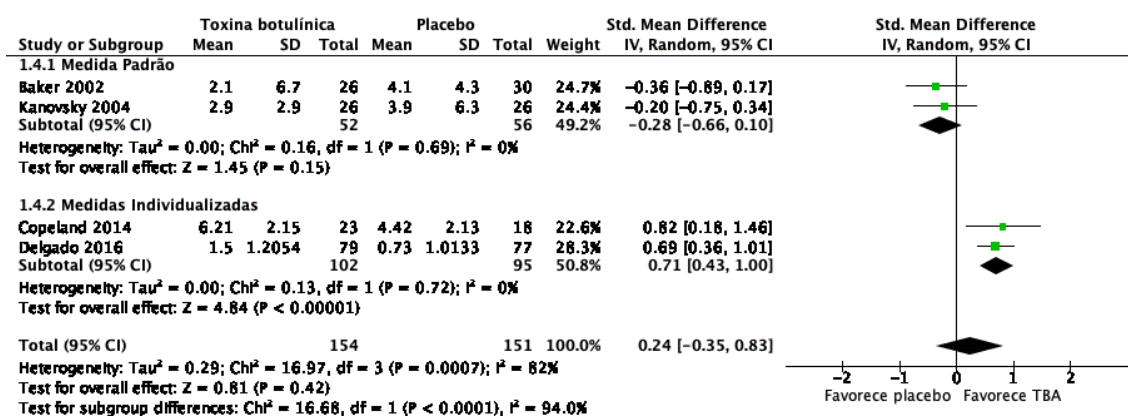 Toxina botulínica Placebo Std. Mean Difference Std. Mean Difference
Study or Subgroup Mean SD Total Mean SD Total Weight IV, Random, 95% CI IV, Random, 95% CI
1.4.1 Medida Padrão
Baker 2002 2.1 6.7 26 4.1 4.3 30 24.7% -0.36 [-0.89, 0.17]
Kanovsky 2004 2.9 2.9 26 3.9 6.3 26 24.4% -0.20 [-0.75, 0.34]
Subtotal (95% CI) 52 56 49.2% -0.28 [-0.66, 0.10]
Heterogeneity: Tau² = 0.00; Chi² = 0.16, df = 1 (P = 0.69); I² = 0%
Test for overall effect: Z = 1.45 (P = 0.15)
1.4.2 Medidas Individualizadas
Copeland 2014 6.21 2.15 23 4.42 2.13 18 22.6% 0.82 [0.18, 1.46]
Delgado 2016 1.5 1.2054 79 0.73 1.0133 77 28.3% 0.69 [0.36, 1.01]
Subtotal (95% CI) 102 95 50.8% 0.71 [0.43, 1.00]
Heterogeneity: Tau² = 0.00; Chi² = 0.13, df = 1 (P = 0.72); I² = 0%
Test for overall effect: Z = 4.84 (P < 0.00001)
Total (95% CI) 154 151 100.0% 0.24 [-0.35, 0.83]
Heterogeneity: Tau² = 0.29; Chi² = 16.97, df = 3 (P = 0.0007); I² = 82%
Test for overall effect: Z = 0.81 (P = 0.42)
Test for subgroup differences: Chi² = 16.68, df = 1 (P < 0.0001), I² = 94.0%
-2 -1 0 1 2
Favorece placebo Favorece TBA